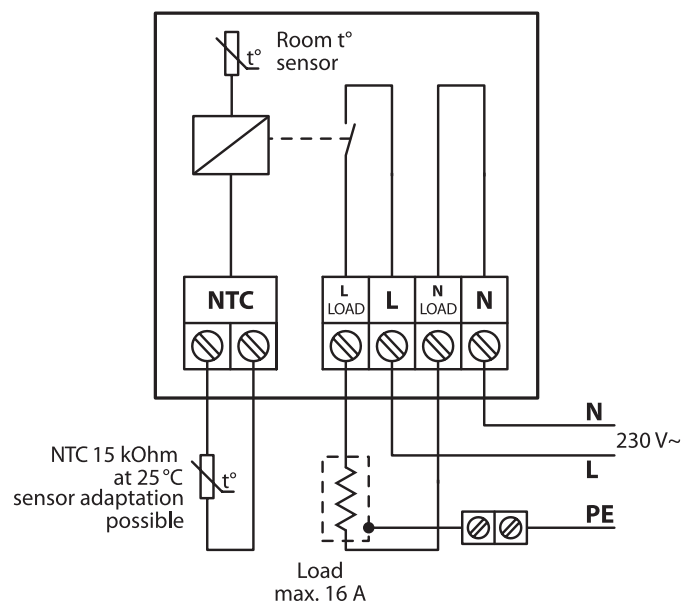 Room t°
sensor
t°
NTC
L
LOAD
L
N
LOAD
N
N
230 V~
L
PE
NTC 15 kOhm
at 25 °C
sensor adaptation
possible
t°
Load
max. 16 A